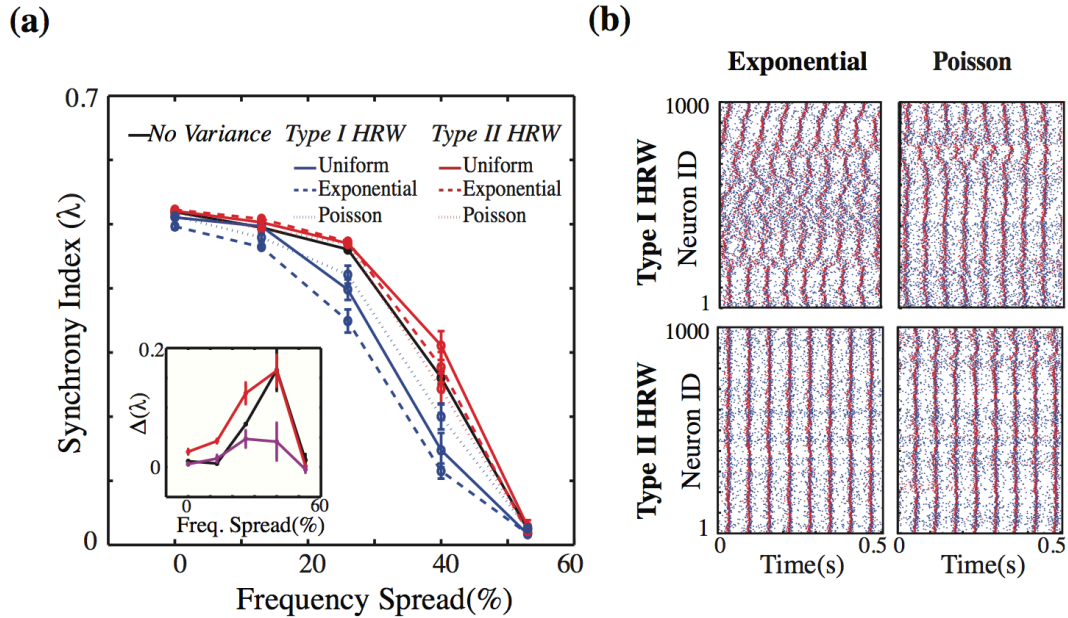 (a)
0.7
No Variance Type I HRW Type II HRW
Uniform Uniform
Exponential Exponential
Poisson Poisson
Synchrony Index (λ)
0.2
Δ(λ)
0
0 60
Freq. Spread(%)
0
0 20 40 60
Frequency Spread(%)
(b)
Exponential Poisson
Type I HRW
Neuron ID
1000
1
Type II HRW
Neuron ID
1000
1
0 0.5 0 0.5
Time(s) Time(s)